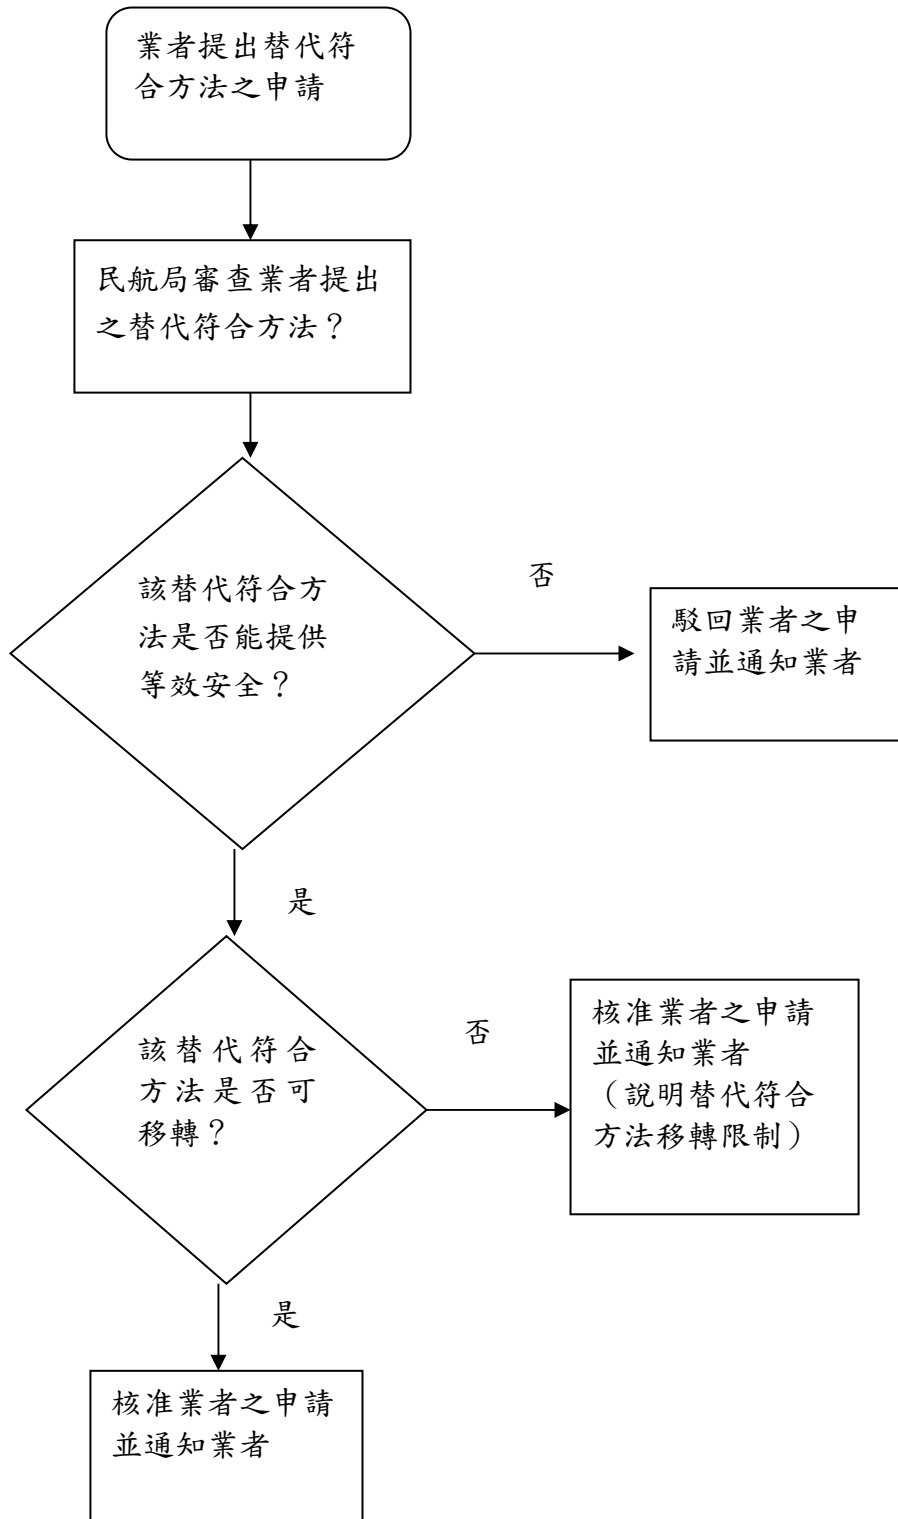 業者提出替代符
合方法之申請
民航局審查業者提出
之替代符合方法？
該替代符合方
法是否能提供
等效安全？
否
駁回業者之申
請並通知業者
是
該替代符合
方法是否可
移轉？
否
核准業者之申請
並通知業者
（說明替代符合
方法移轉限制）
是
核准業者之申請
並通知業者